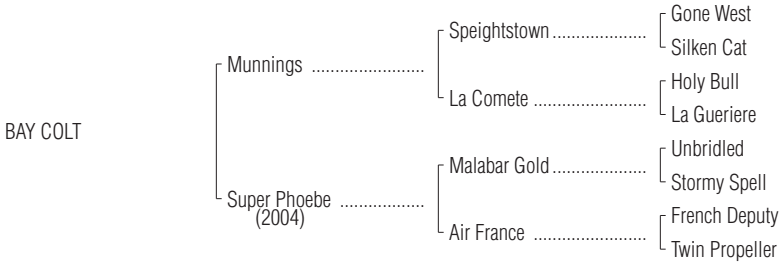 Gone West
Speightstown
Silken Cat
Munnings
Holy Bull
La Comete
La Gueriere
BAY COLT
Unbridled
Malabar Gold
Stormy Spell
Super Phoebe
(2004)
French Deputy
Air France
Twin Propeller